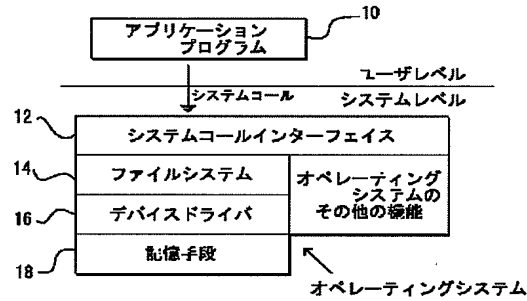 アプリケーション
プログラム
10
ユーザレベル
システムコール
システムレベル
12
システムコールインターフェイス
14
ファイルシステム
オペレーティング
システムの
その他の機能
16
デバイスドライバ
18
記憶手段
オペレーティングシステム